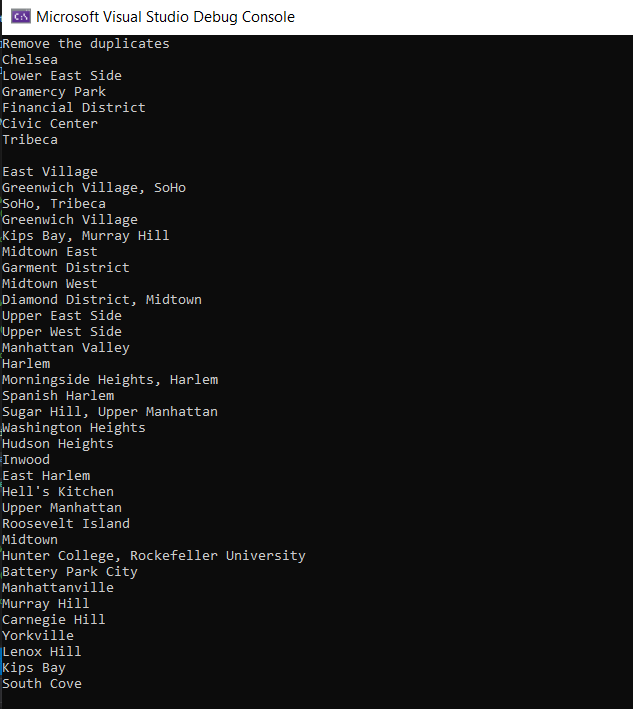 Microsoft Visual Studio Debug Console
Remove the duplicates
Chelsea
Lower East Side
Gramercy Park
Financial District
Civic Center
Tribeca

East Village
Greenwich Village, SoHo
SoHo, Tribeca
Greenwich Village
Kips Bay, Murray Hill
Midtown East
Garment District
Midtown West
Diamond District, Midtown
Upper East Side
Upper West Side
Manhattan Valley
Harlem
Morningside Heights, Harlem
Spanish Harlem
Sugar Hill, Upper Manhattan
Washington Heights
Hudson Heights
Inwood
East Harlem
Hell's Kitchen
Upper Manhattan
Roosevelt Island
Midtown
Hunter College, Rockefeller University
Battery Park City
Manhattanville
Murray Hill
Carnegie Hill
Yorkville
Lenox Hill
Kips Bay
South Cove